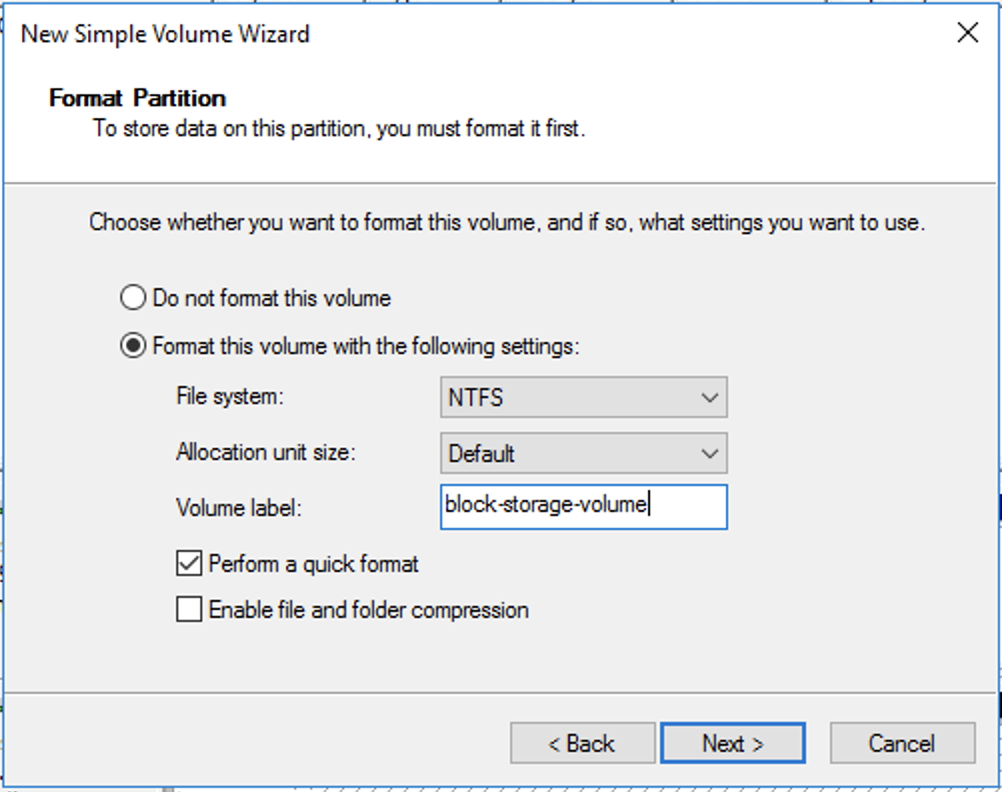 New Simple Volume Wizard
Format Partition
To store data on this partition, you must format it first.
Choose whether you want to format this volume, and if so, what settings you want to use.
Do not format this volume
Format this volume with the following settings:
File system: NTFS
Allocation unit size: Default
Volume label: block-storage-volume
Perform a quick format
Enable file and folder compression
< Back Next > Cancel